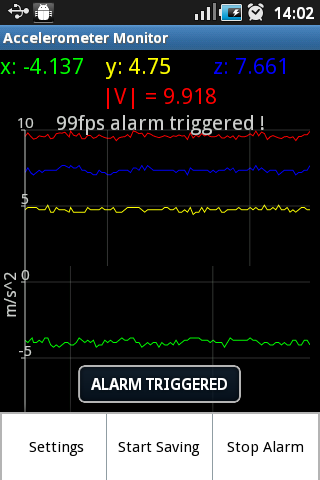 14:02
Accelerometer Monitor
x: -4.137 y: 4.75 z: 7.661
|V| = 9.918
99fps alarm triggered !
10
5
0
m/s^2
-5
ALARM TRIGGERED
Settings Start Saving Stop Alarm